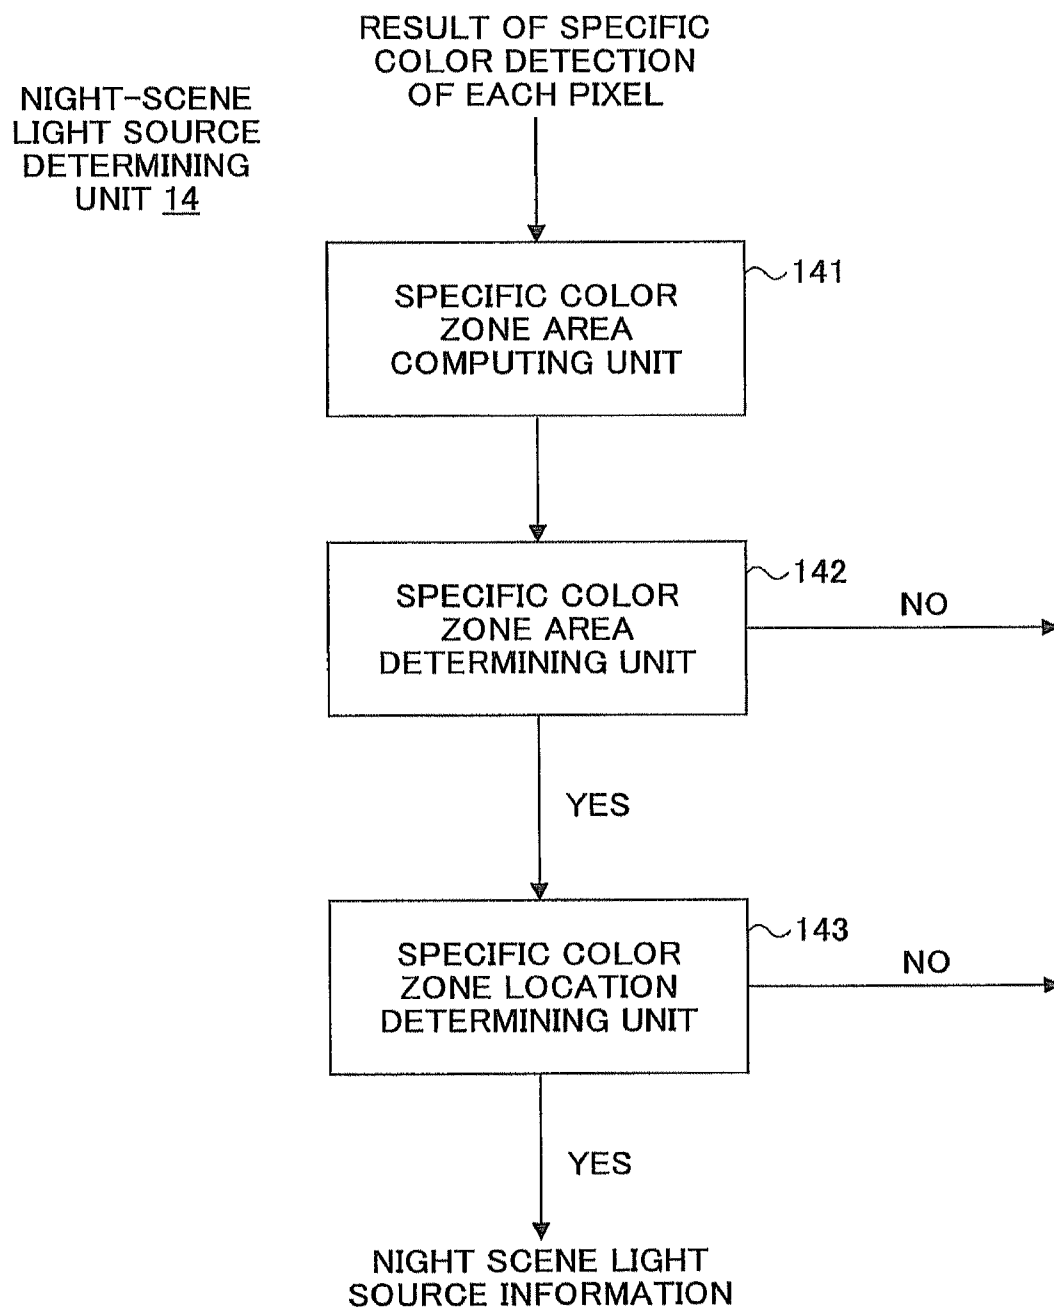 RESULT OF SPECIFIC
COLOR DETECTION
OF EACH PIXEL
NIGHT-SCENE
LIGHT SOURCE
DETERMINING
UNIT 14
141
SPECIFIC COLOR
ZONE AREA
COMPUTING UNIT
142
SPECIFIC COLOR
ZONE AREA
DETERMINING UNIT
NO
YES
143
SPECIFIC COLOR
ZONE LOCATION
DETERMINING UNIT
NO
YES
NIGHT SCENE LIGHT
SOURCE INFORMATION